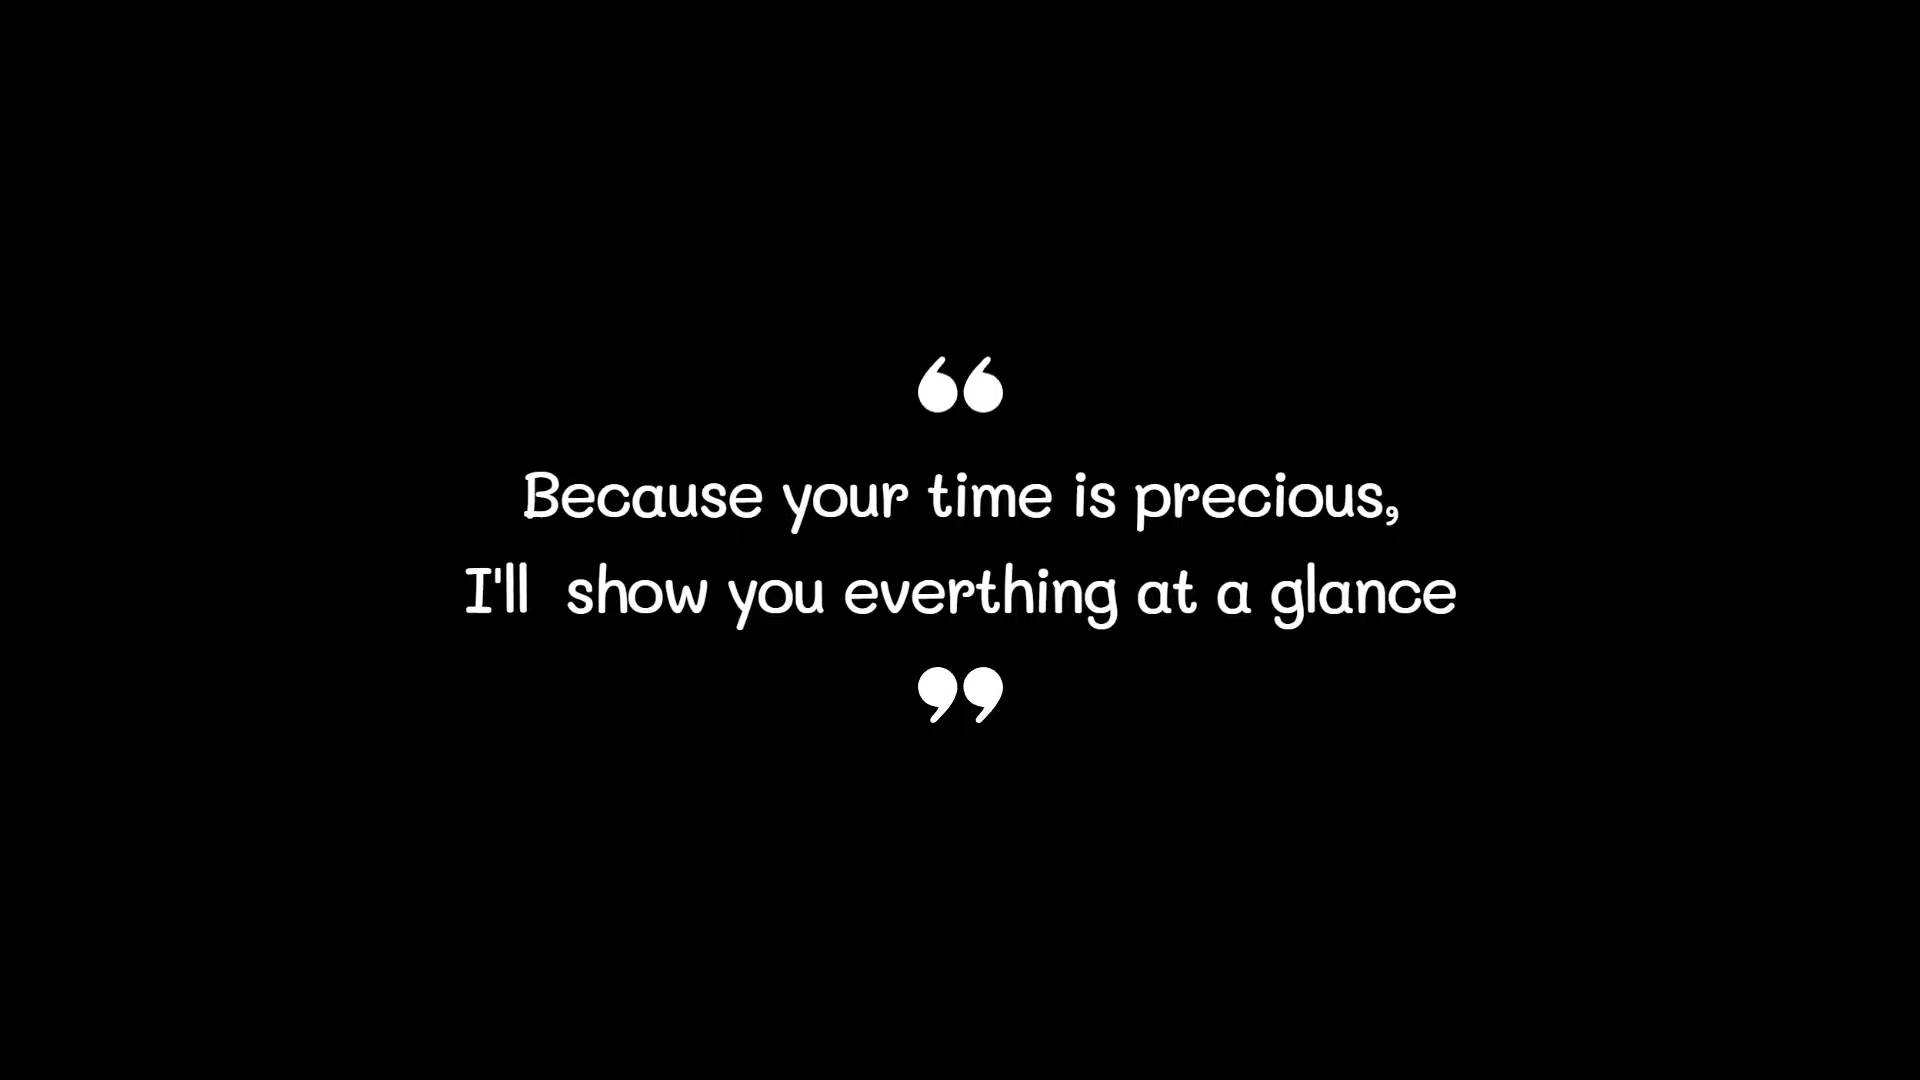 “
Because your time is precious,
I'll  show you everthing at a glance
”